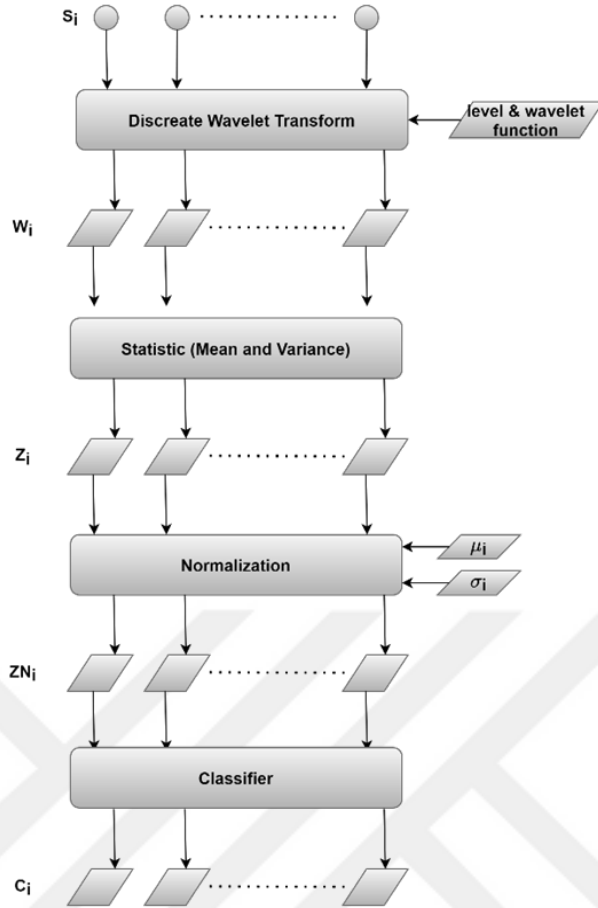 Si
Discreate Wavelet Transform
level & wavelet
function
Wi
Statistic (Mean and Variance)
Zi
Normalization
μi
σi
ZNi
Classifier
Ci